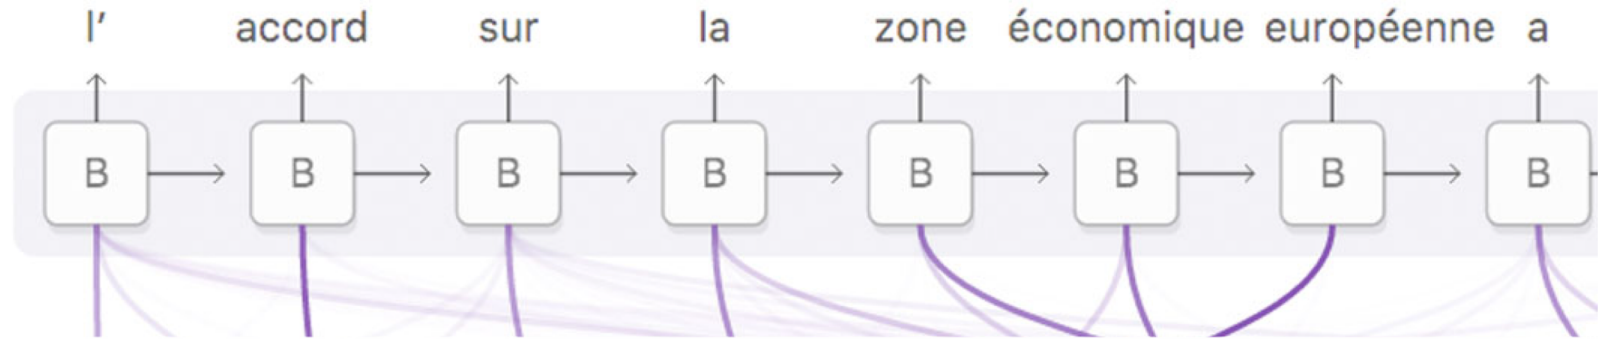 l’ accord sur la zone économique européenne a
B B B B B B B B